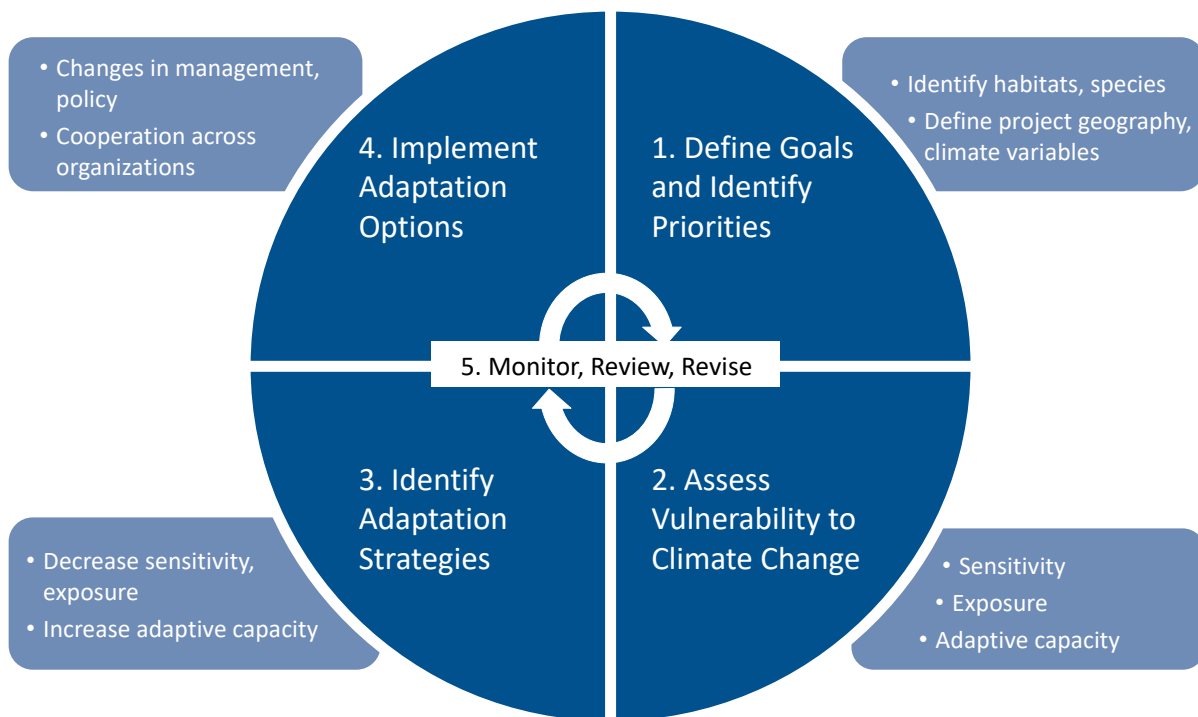 • Changes in management,
policy
• Cooperation across
organizations
4. Implement
Adaptation
Options
1. Define Goals
and Identify
Priorities
• Identify habitats, species
• Define project geography,
climate variables
5. Monitor, Review, Revise
3. Identify
Adaptation
Strategies
2. Assess
Vulnerability to
Climate Change
• Decrease sensitivity,
exposure
• Increase adaptive capacity
• Sensitivity
• Exposure
• Adaptive capacity